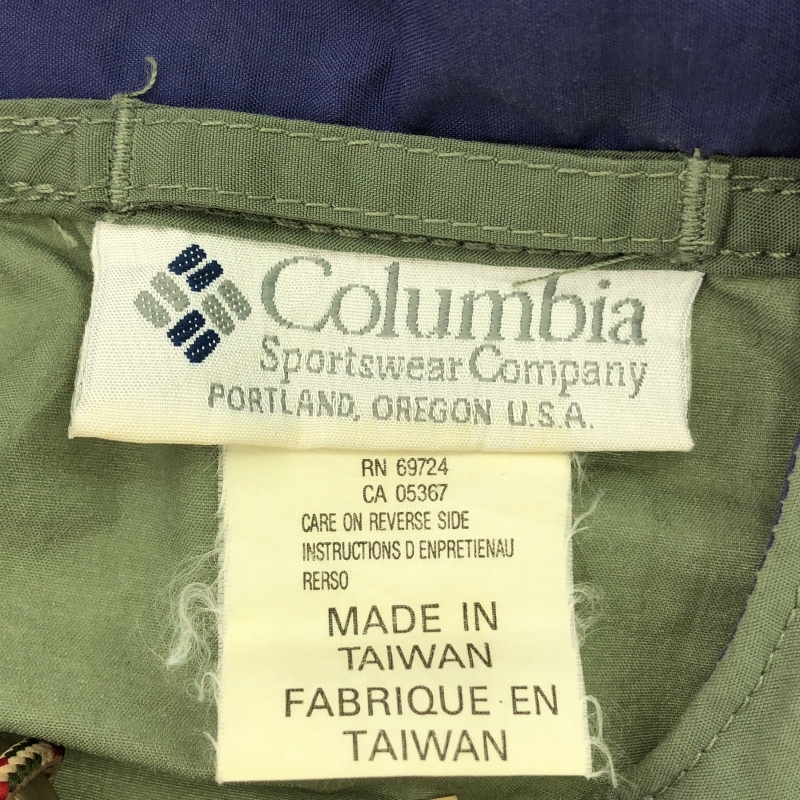 Columbia
Sportswear Company
PORTLAND, OREGON U.S.A.
RN 69724
CA 05367
CARE ON REVERSE SIDE
INSTRUCTIONS D ENPRETIENAU
RERSO
MADE IN
TAIWAN
FABRIQUE EN
TAIWAN